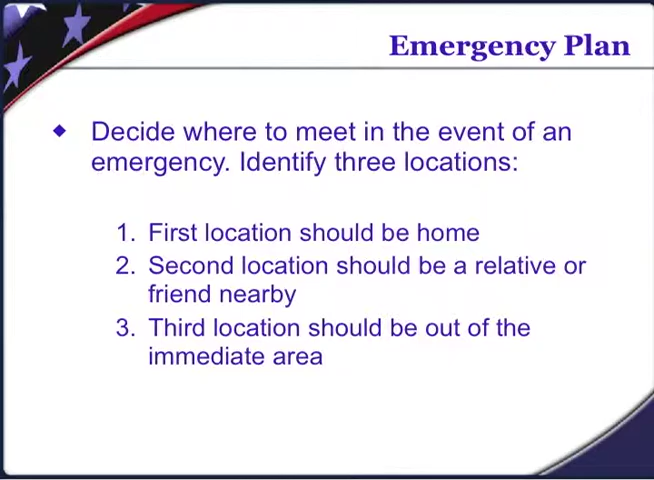 Emergency Plan
Decide where to meet in the event of an
emergency. Identify three locations:
1. First location should be home
2. Second location should be a relative or
friend nearby
3. Third location should be out of the
immediate area